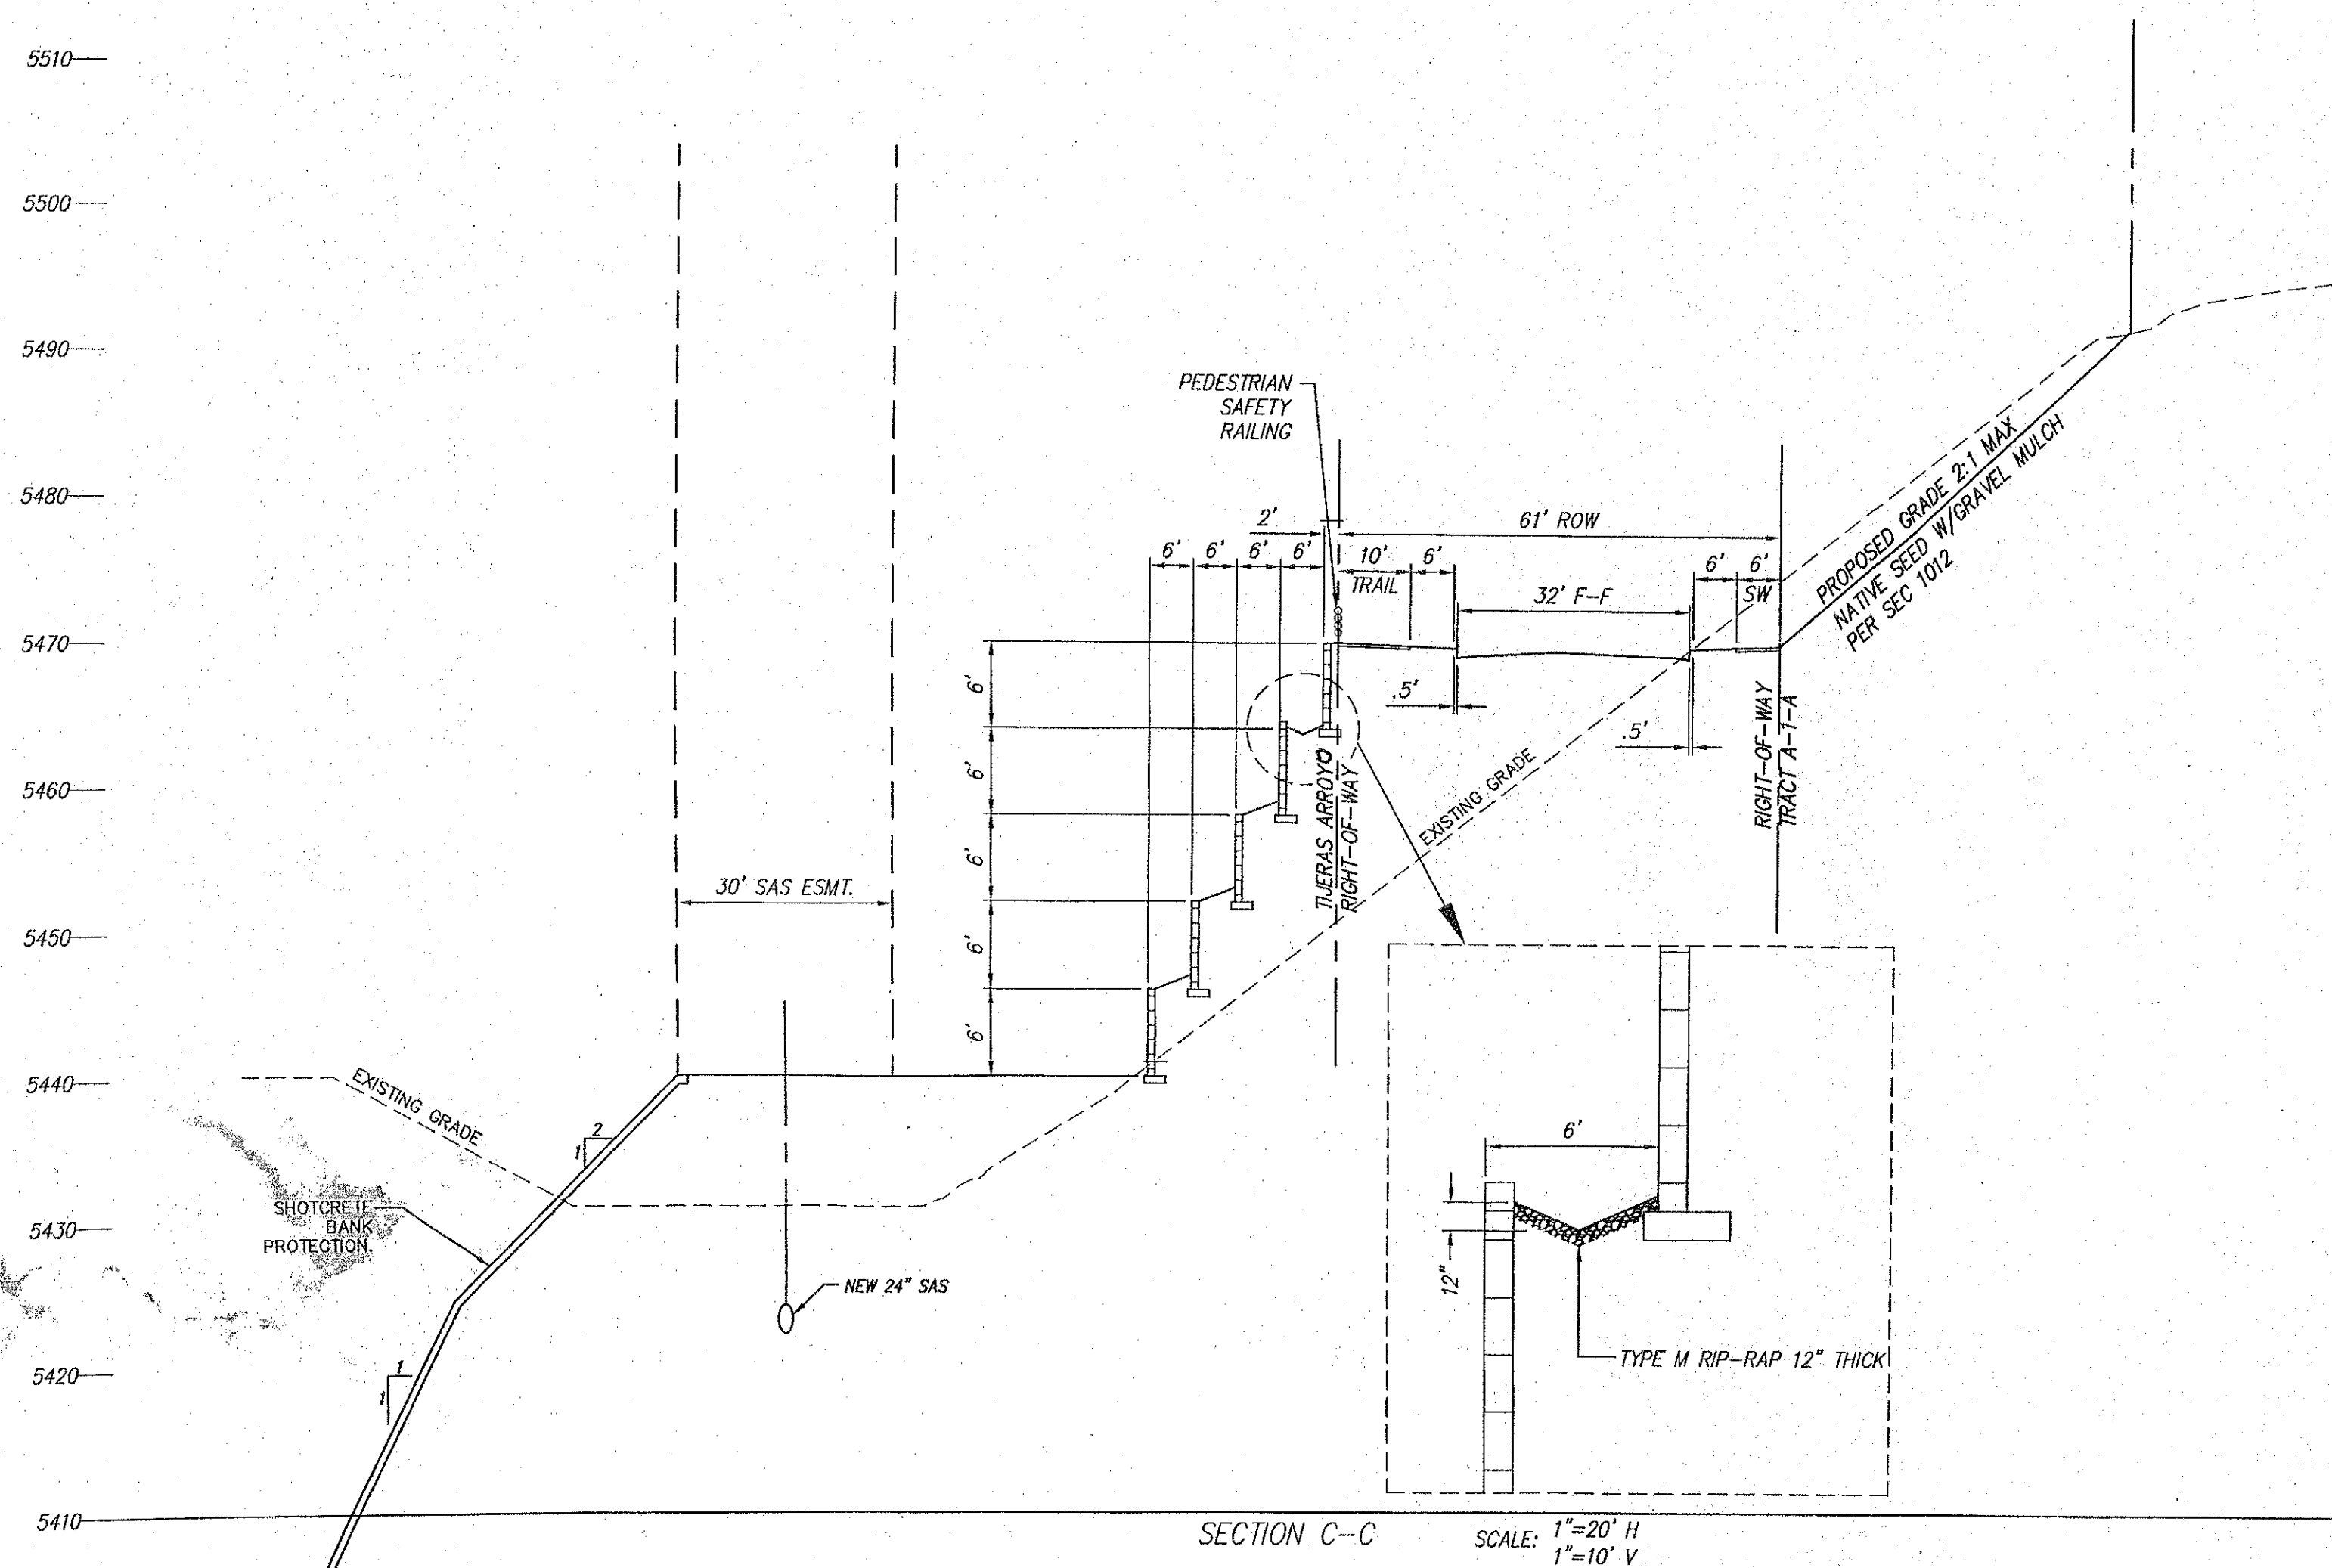 5510
5500
5490
5480
5470
5460
5450
5440
5430
5420
5410
PEDESTRIAN
SAFETY
RAILING
2'
61' ROW
6'
6'
6'
6'
10'
TRAIL
6'
32' F-F
6'
6'
SW
.5'
.5'
PROPOSED GRADE 2:1 MAX
NATIVE SEED W/GRAVEL MULCH
PER SEC 1012
6'
6'
6'
6'
6'
TIJERAS ARROYO
RIGHT-OF-WAY
EXISTING GRADE
RIGHT-OF-WAY
TRACT A-1-A
30' SAS ESMT.
EXISTING GRADE
2
1
SHOTCRETE
BANK
PROTECTION.
NEW 24" SAS
1
1
6'
12"
TYPE M RIP-RAP 12" THICK
SECTION C-C
SCALE: 1"=20' H
1"=10' V